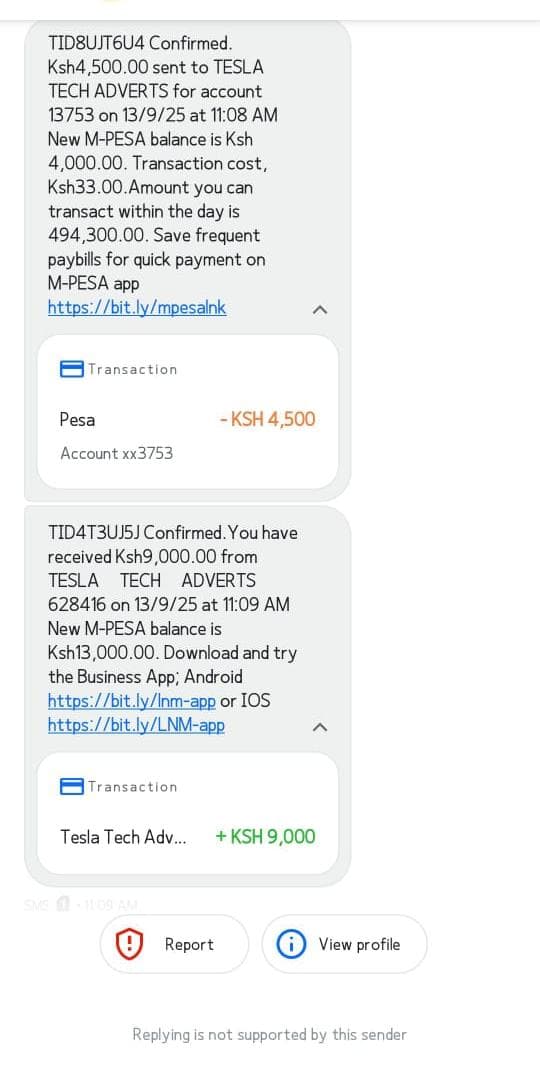 TID8UJT6U4 Confirmed.
Ksh4,500.00 sent to TESLA
TECH ADVERTS for account
13753 on 13/9/25 at 11:08 AM
New M-PESA balance is Ksh
4,000.00. Transaction cost,
Ksh33.00.Amount you can
transact within the day is
494,300.00. Save frequent
paybills for quick payment on
M-PESA app
https://bit.ly/mpesalnk
Transaction
Pesa - KSH 4,500
Account xx3753
TID4T3UJ5J Confirmed.You have
received Ksh9,000.00 from
TESLA TECH ADVERTS
628416 on 13/9/25 at 11:09 AM
New M-PESA balance is
Ksh13,000.00. Download and try
the Business App; Android
https://bit.ly/lnm-app or IOS
https://bit.ly/LNM-app
Transaction
Tesla Tech Adv... + KSH 9,000
SMS 1 • 11:09 AM
Report View profile
Replying is not supported by this sender